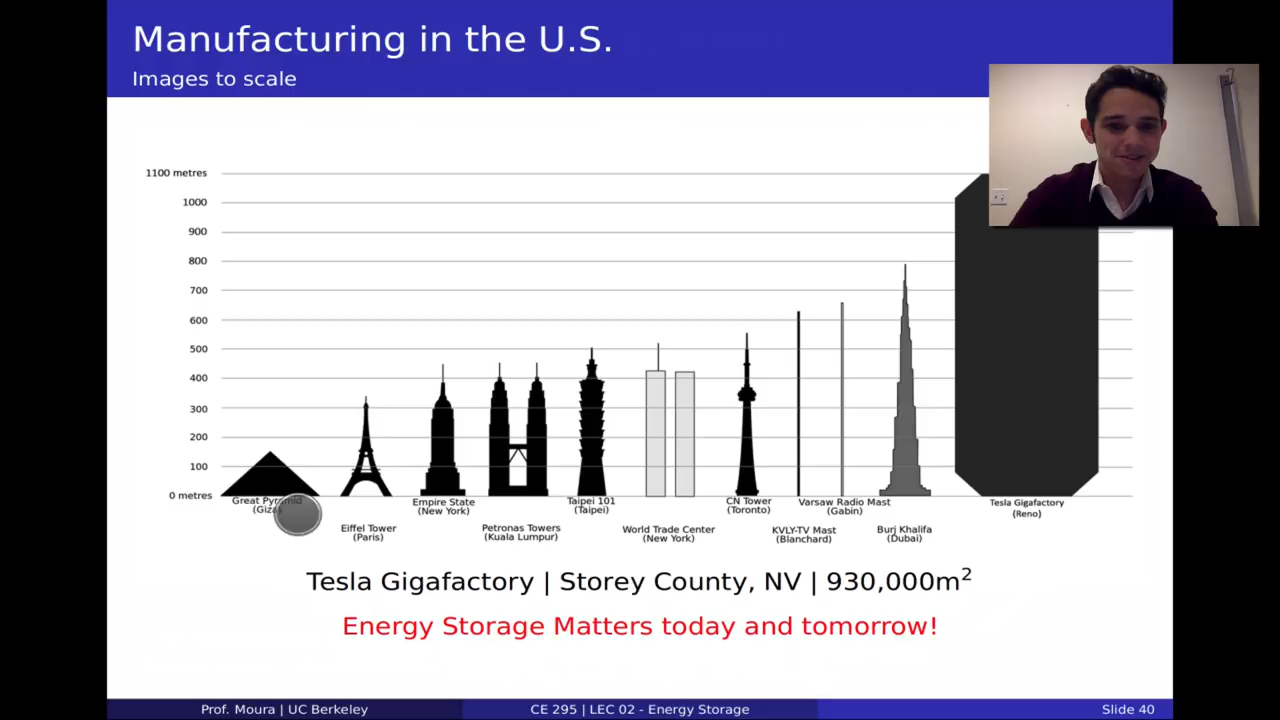 Manufacturing in the U.S.
Images to scale
1100 metres
1000
900
800
700
600
500
400
300
200
100
0 metres
Great Pyramid
(Giza)
Eiffel Tower
(Paris)
Empire State
(New York)
Petronas Towers
(Kuala Lumpur)
Taipei 101
(Taipei)
World Trade Center
(New York)
CN Tower
(Toronto)
KVLY-TV Mast
(Blanchard)
Varsaw Radio Mast
(Gabin)
Burj Khalifa
(Dubai)
Tesla Gigafactory
(Reno)
Tesla Gigafactory | Storey County, NV | 930,000m²
Energy Storage Matters today and tomorrow!
Prof. Moura | UC Berkeley
CE 295 | LEC 02 - Energy Storage
Slide 40